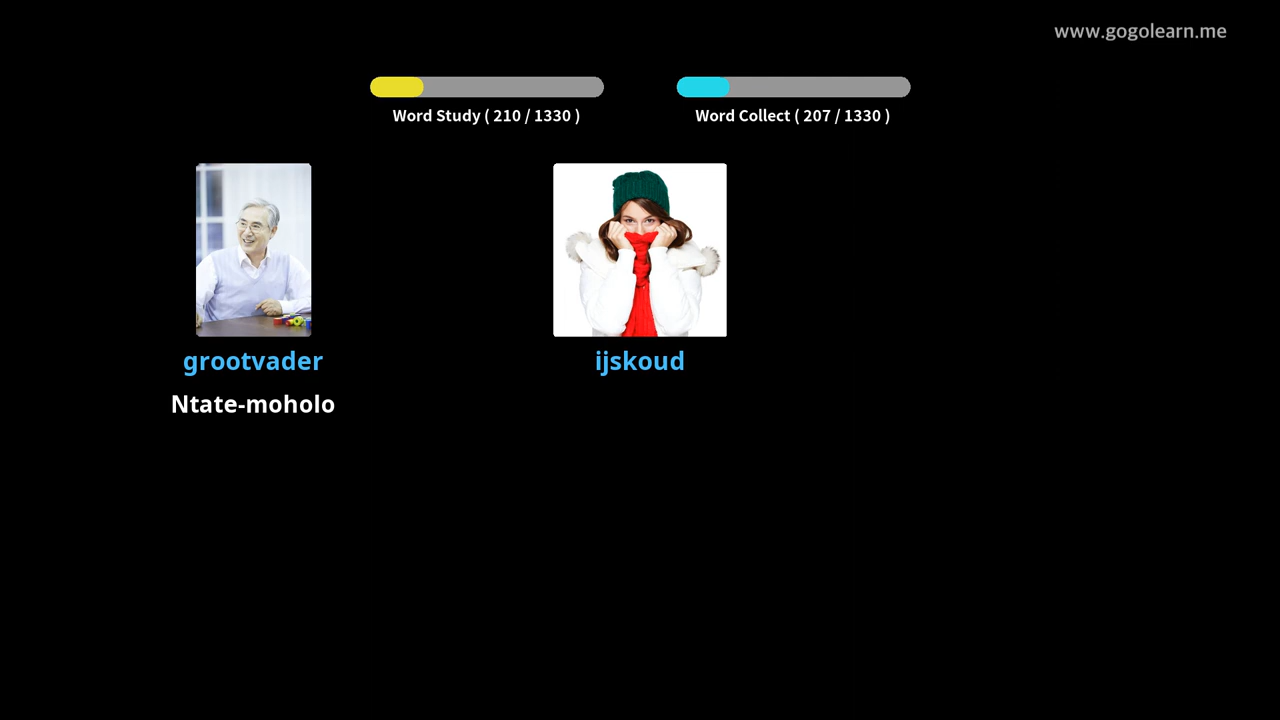 www.gogolearn.me
Word Study ( 210 / 1330 )
Word Collect ( 207 / 1330 )
grootvader
ijskoud
Ntate-moholo